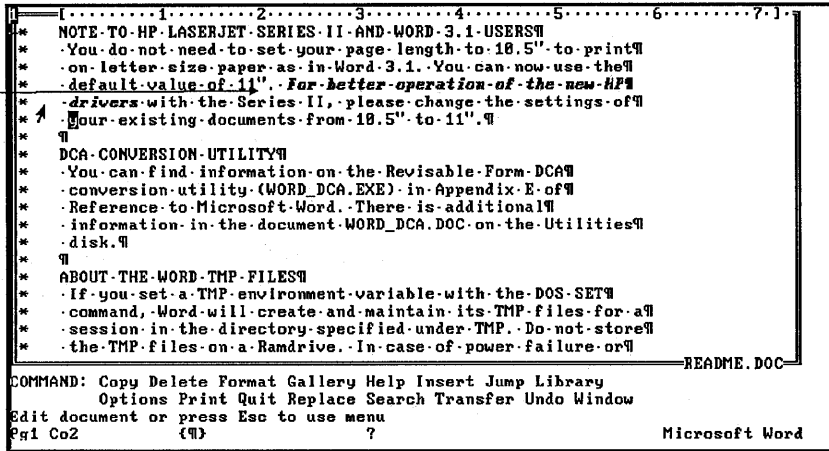 1[·········1·········2·········3·········4·········5·········6·········7·]·
* NOTE·TO·HP·LASERJET·SERIES·II·AND·WORD·3.1·USERS¶
* ·You·do·not·need·to·set·your·page·length·to·10.5"·to·print¶
* ·on·letter·size·paper·as·in·Word·3.1.·You·can·now·use·the¶
* ·default·value·of·11".·For·better·operation·of·the·new·HP¶
* ·drivers·with·the·Series·II,·please·change·the·settings·of¶
* ·your·existing·documents·from·10.5"·to·11".¶
* ¶
* DCA·CONVERSION·UTILITY¶
* ·You·can·find·information·on·the·Revisable·Form·DCA¶
* ·conversion·utility·(WORD_DCA.EXE)·in·Appendix·E·of¶
* ·Reference·to·Microsoft·Word.·There·is·additional¶
* ·information·in·the·document·WORD_DCA.DOC·on·the·Utilities¶
* ·disk.¶
* ¶
* ABOUT·THE·WORD·TMP·FILES¶
* ·If·you·set·a·TMP·environment·variable·with·the·DOS·SET¶
* ·command,·Word·will·create·and·maintain·its·TMP·files·for·a¶
* ·session·in·the·directory·specified·under·TMP.·Do·not·store¶
* ·the·TMP·files·on·a·Ramdrive.·In·case·of·power·failure·or¶
README.DOC
COMMAND: Copy Delete Format Gallery Help Insert Jump Library
Options Print Quit Replace Search Transfer Undo Window
Edit document or press Esc to use menu
Pg1 Co2 {¶} ? Microsoft Word